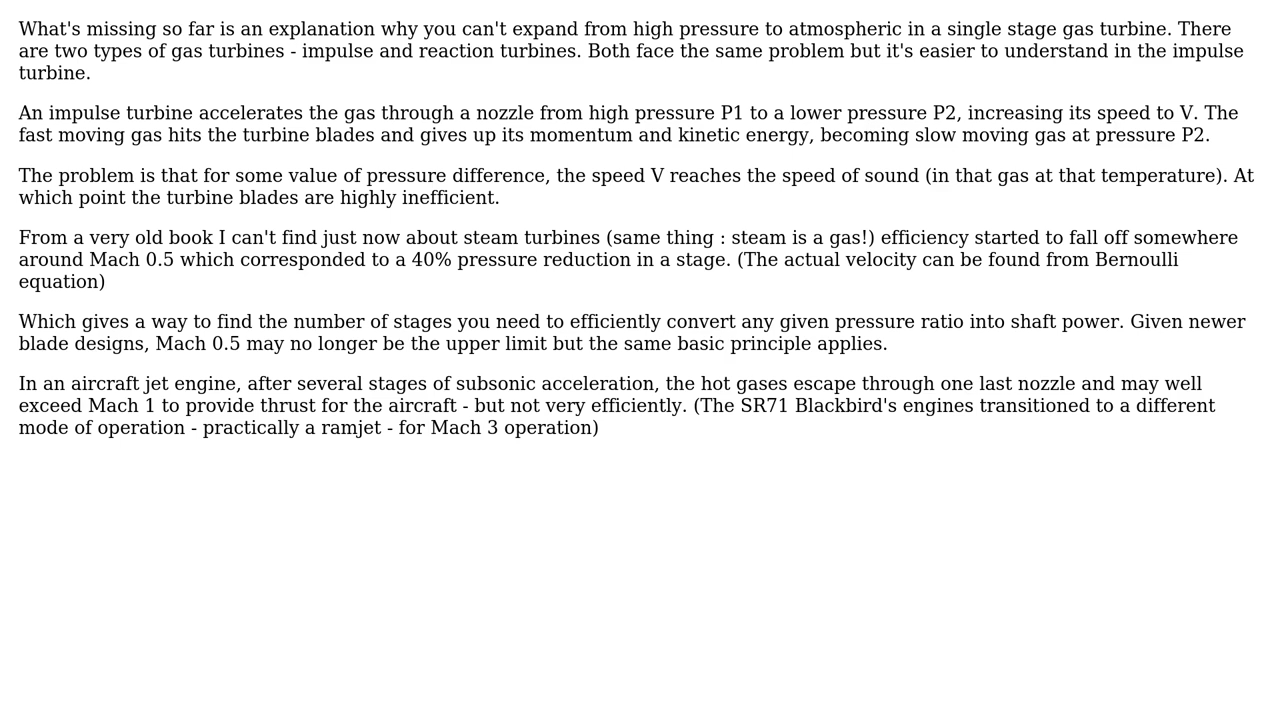 What's missing so far is an explanation why you can't expand from high pressure to atmospheric in a single stage gas turbine. There
are two types of gas turbines - impulse and reaction turbines. Both face the same problem but it's easier to understand in the impulse
turbine.
An impulse turbine accelerates the gas through a nozzle from high pressure P1 to a lower pressure P2, increasing its speed to V. The
fast moving gas hits the turbine blades and gives up its momentum and kinetic energy, becoming slow moving gas at pressure P2.
The problem is that for some value of pressure difference, the speed V reaches the speed of sound (in that gas at that temperature). At
which point the turbine blades are highly inefficient.
From a very old book I can't find just now about steam turbines (same thing : steam is a gas!) efficiency started to fall off somewhere
around Mach 0.5 which corresponded to a 40% pressure reduction in a stage. (The actual velocity can be found from Bernoulli
equation)
Which gives a way to find the number of stages you need to efficiently convert any given pressure ratio into shaft power. Given newer
blade designs, Mach 0.5 may no longer be the upper limit but the same basic principle applies.
In an aircraft jet engine, after several stages of subsonic acceleration, the hot gases escape through one last nozzle and may well
exceed Mach 1 to provide thrust for the aircraft - but not very efficiently. (The SR71 Blackbird's engines transitioned to a different
mode of operation - practically a ramjet - for Mach 3 operation)